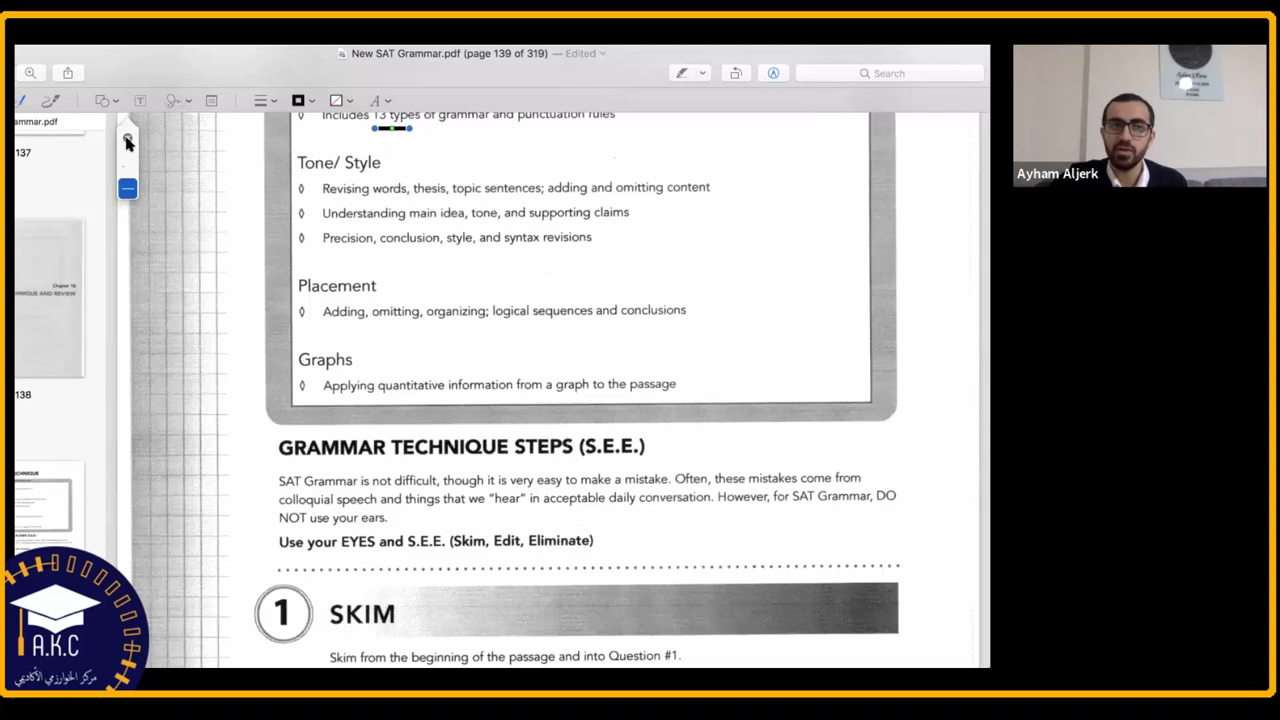 New SAT Grammar.pdf (page 139 of 319) — Edited
Search
ammar.pdf
137
Chapter 18
NIQUE AND REVIEW
138
Includes 13 types of grammar and punctuation rules
Tone/ Style
◊ Revising words, thesis, topic sentences; adding and omitting content
◊ Understanding main idea, tone, and supporting claims
◊ Precision, conclusion, style, and syntax revisions
Placement
◊ Adding, omitting, organizing; logical sequences and conclusions
Graphs
◊ Applying quantitative information from a graph to the passage
GRAMMAR TECHNIQUE STEPS (S.E.E.)
SAT Grammar is not difficult, though it is very easy to make a mistake. Often, these mistakes come from
colloquial speech and things that we “hear” in acceptable daily conversation. However, for SAT Grammar, DO
NOT use your ears.
Use your EYES and S.E.E. (Skim, Edit, Eliminate)
1 SKIM
Skim from the beginning of the passage and into Question #1.
Ayham Aljerk
A.K.C
مركز الخوارزمي الأكاديمي